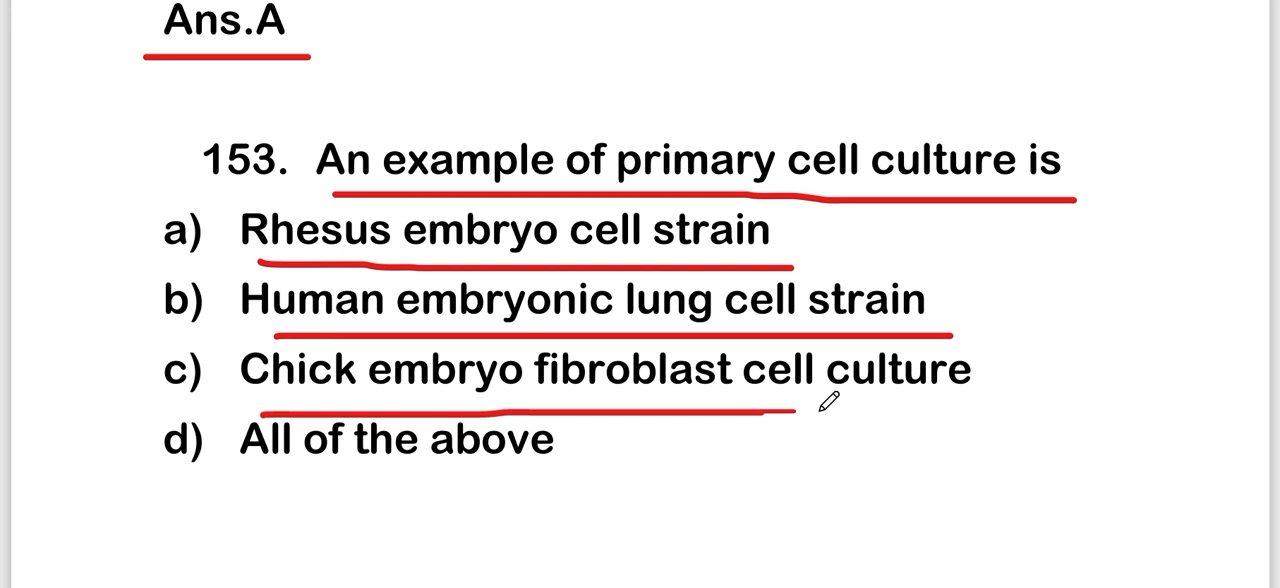 Ans.A
153. An example of primary cell culture is
a) Rhesus embryo cell strain
b) Human embryonic lung cell strain
c) Chick embryo fibroblast cell culture
d) All of the above